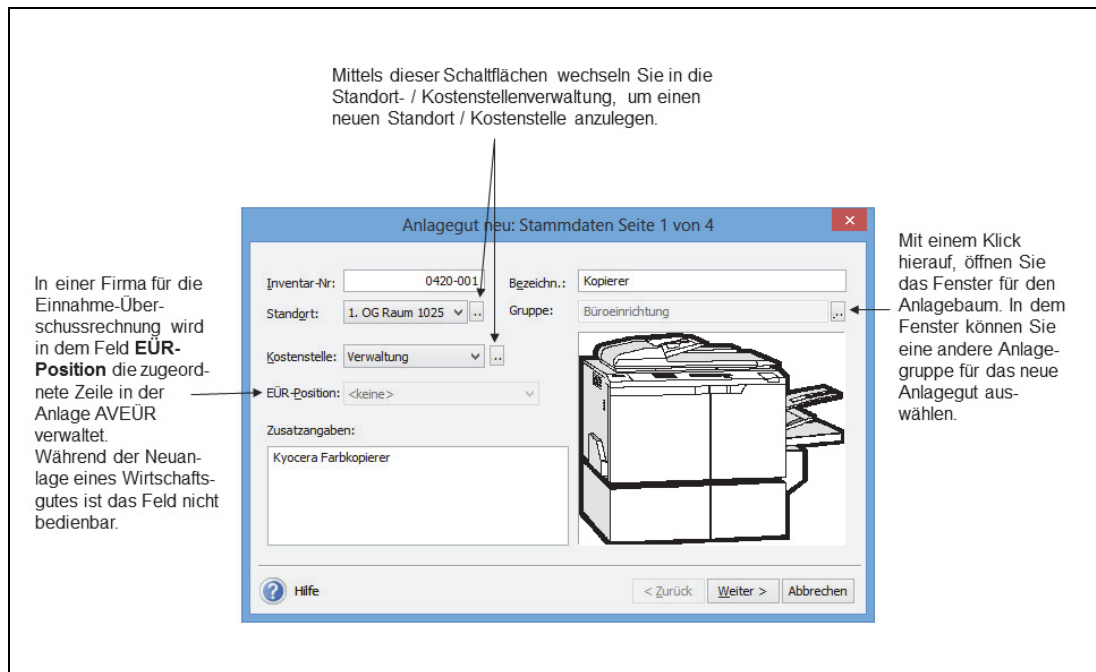 Mittels dieser Schaltflächen wechseln Sie in die
Standort- / Kostenstellenverwaltung, um einen
neuen Standort / Kostenstelle anzulegen.
In einer Firma für die
Einnahme-Über-
schussrechnung wird
in dem Feld EÜR-
Position die zugeord-
nete Zeile in der
Anlage AVEÜR
verwaltet.
Während der Neuan-
lage eines Wirtschafts-
gutes ist das Feld nicht
bedienbar.
Anlagegut neu: Stammdaten Seite 1 von 4
Inventar-Nr: 0420-001 Bezeichn.: Kopierer
Standort: 1. OG Raum 1025 .. Gruppe: Büroeinrichtung ..
Kostenstelle: Verwaltung ..
EÜR-Position: <keine>
Zusatzangaben:
Kyocera Farbkopierer
Hilfe < Zurück Weiter > Abbrechen
Mit einem Klick
hierauf, öffnen Sie
das Fenster für den
Anlagebaum. In dem
Fenster können Sie
eine andere Anlage-
gruppe für das neue
Anlagegut aus-
wählen.